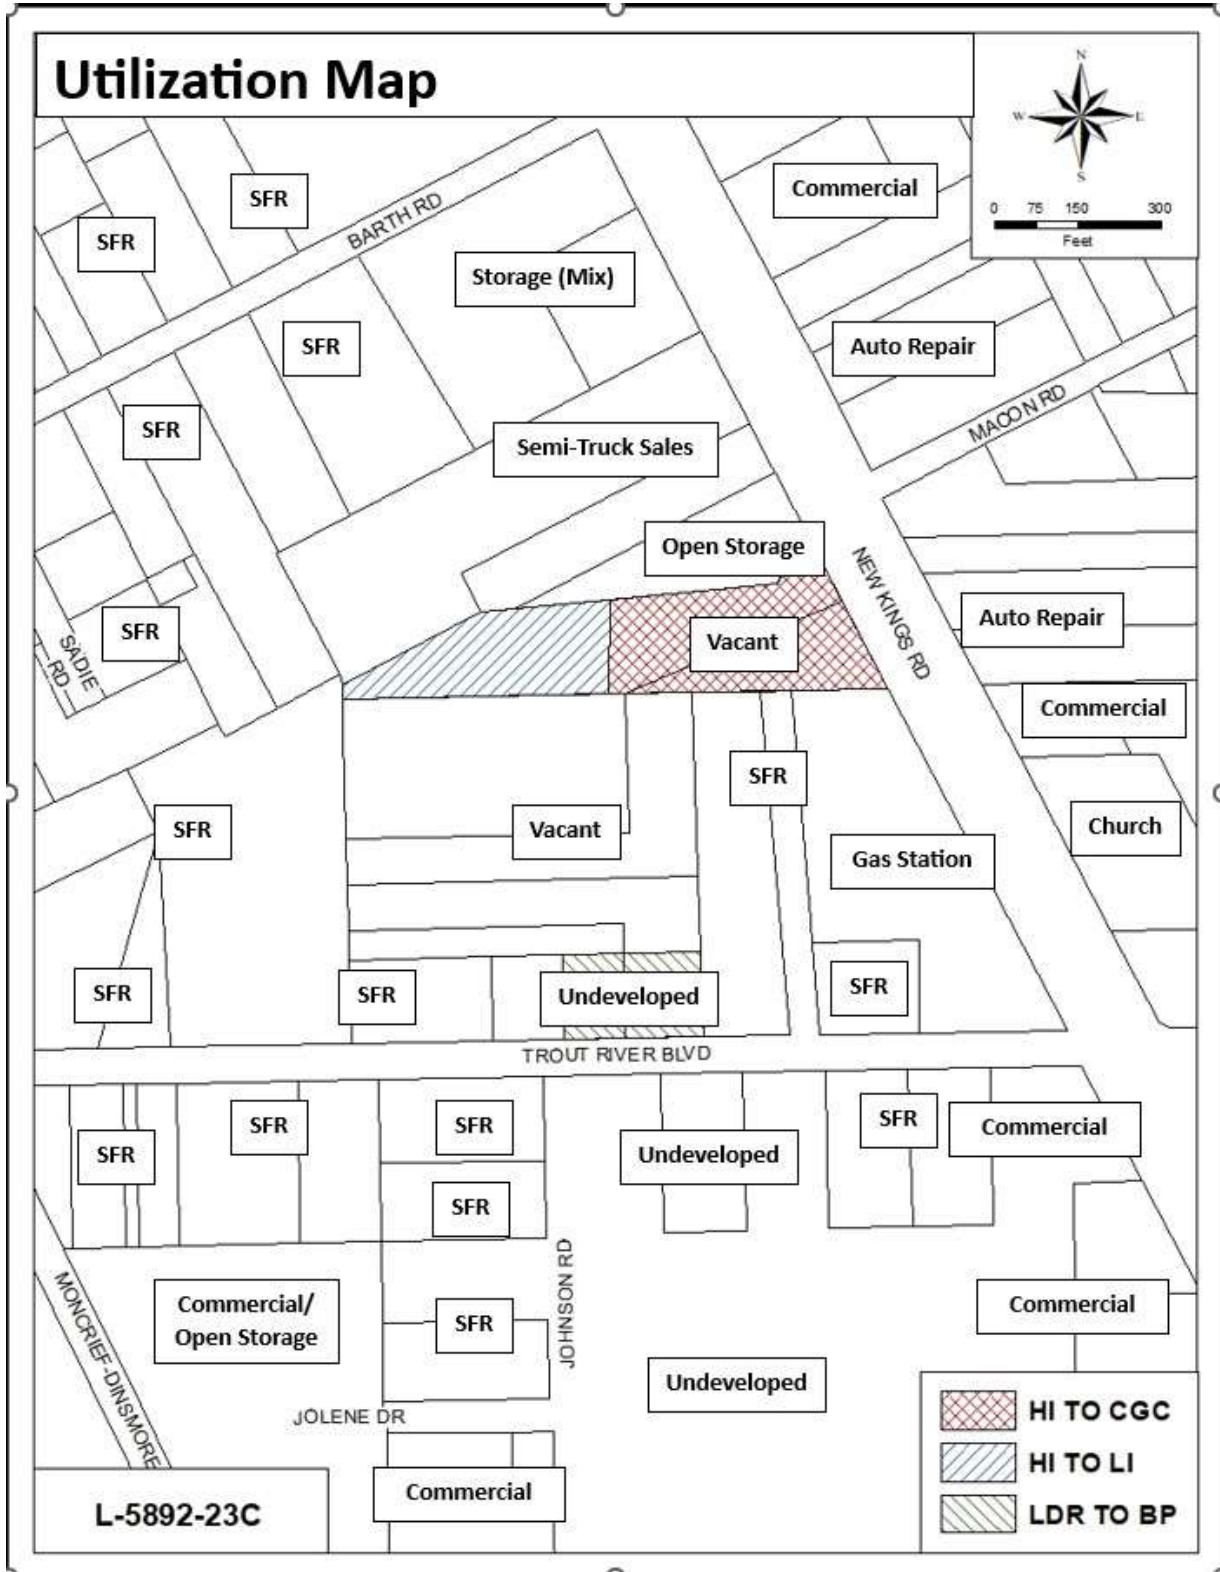 Utilization Map
N
W
E
S
0 75 150 300
Feet
SFR
SFR
BARTH RD
Commercial
Storage (Mix)
SFR
Auto Repair
MACON RD
SFR
Semi-Truck Sales
Open Storage
NEW KINGS RD
SFR
SADIE
RD
Vacant
Auto Repair
Commercial
SFR
SFR
Vacant
Church
Gas Station
SFR
SFR
Undeveloped
SFR
TROUT RIVER BLVD
SFR
SFR
SFR
Undeveloped
SFR
Commercial
SFR
JOHNSON RD
MONCRIEF-DINSMORE
Commercial/
Open Storage
SFR
Commercial
Undeveloped
JOLENE DR
Commercial
HI TO CGC
HI TO LI
LDR TO BP
L-5892-23C